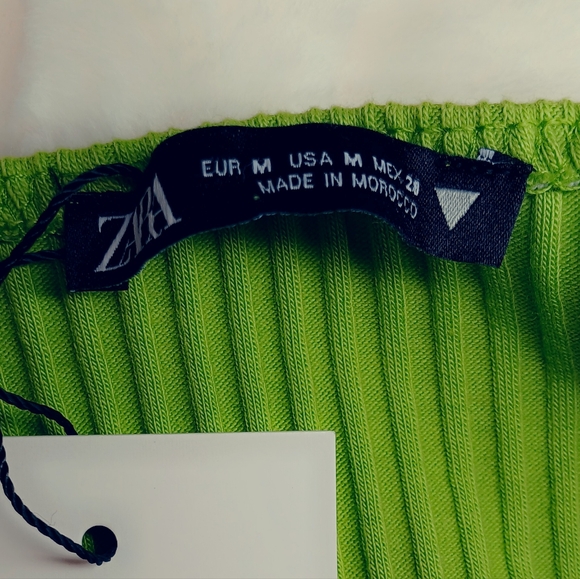 ZARA
EUR M USA M MEX 28
MADE IN MOROCCO